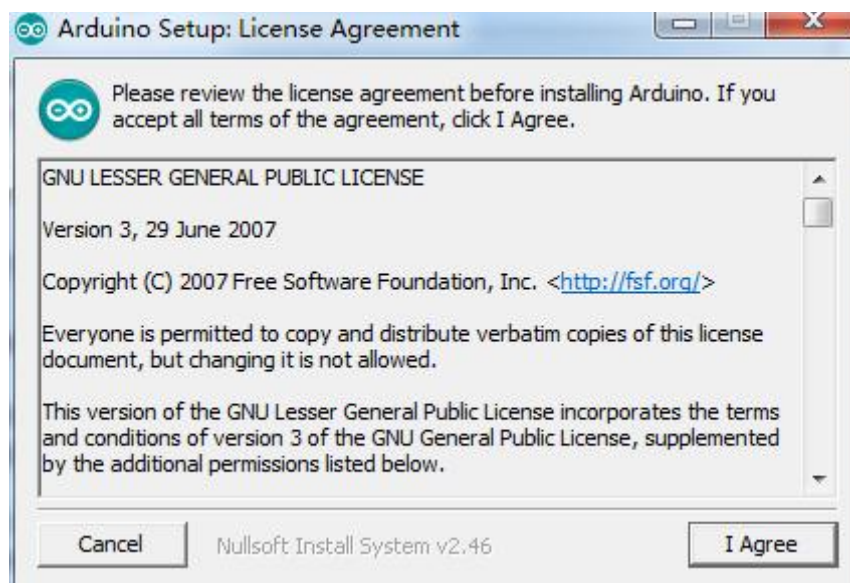 Arduino Setup: License Agreement
Please review the license agreement before installing Arduino. If you
accept all terms of the agreement, click I Agree.
GNU LESSER GENERAL PUBLIC LICENSE
Version 3, 29 June 2007
Copyright (C) 2007 Free Software Foundation, Inc. <http://fsf.org/>
Everyone is permitted to copy and distribute verbatim copies of this license
document, but changing it is not allowed.
This version of the GNU Lesser General Public License incorporates the terms
and conditions of version 3 of the GNU General Public License, supplemented
by the additional permissions listed below.
Cancel
Nullsoft Install System v2.46
I Agree